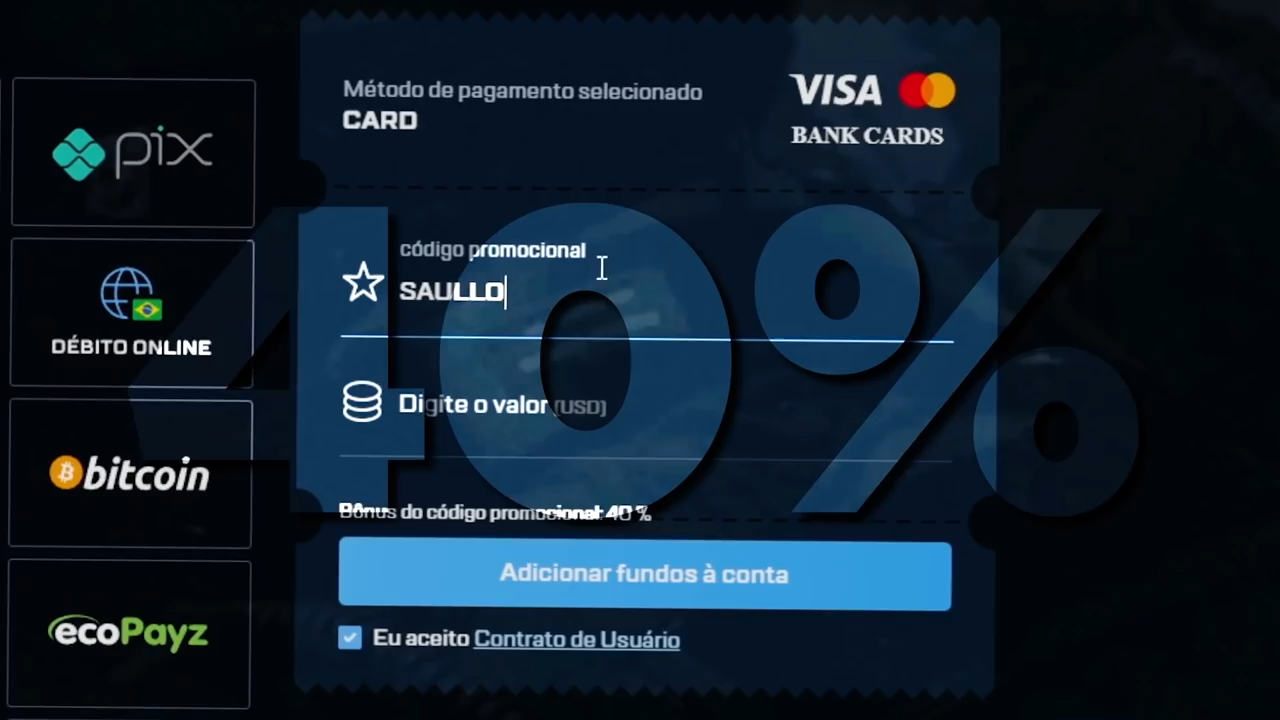 pix
DÉBITO ONLINE
bitcoin
ecoPayz
Método de pagamento selecionado
CARD
VISA
BANK CARDS
código promocional
SAULLO
Digite o valor (USD)
40%
Bônus do código promocional: 40 %
Adicionar fundos à conta
Eu aceito Contrato de Usuário